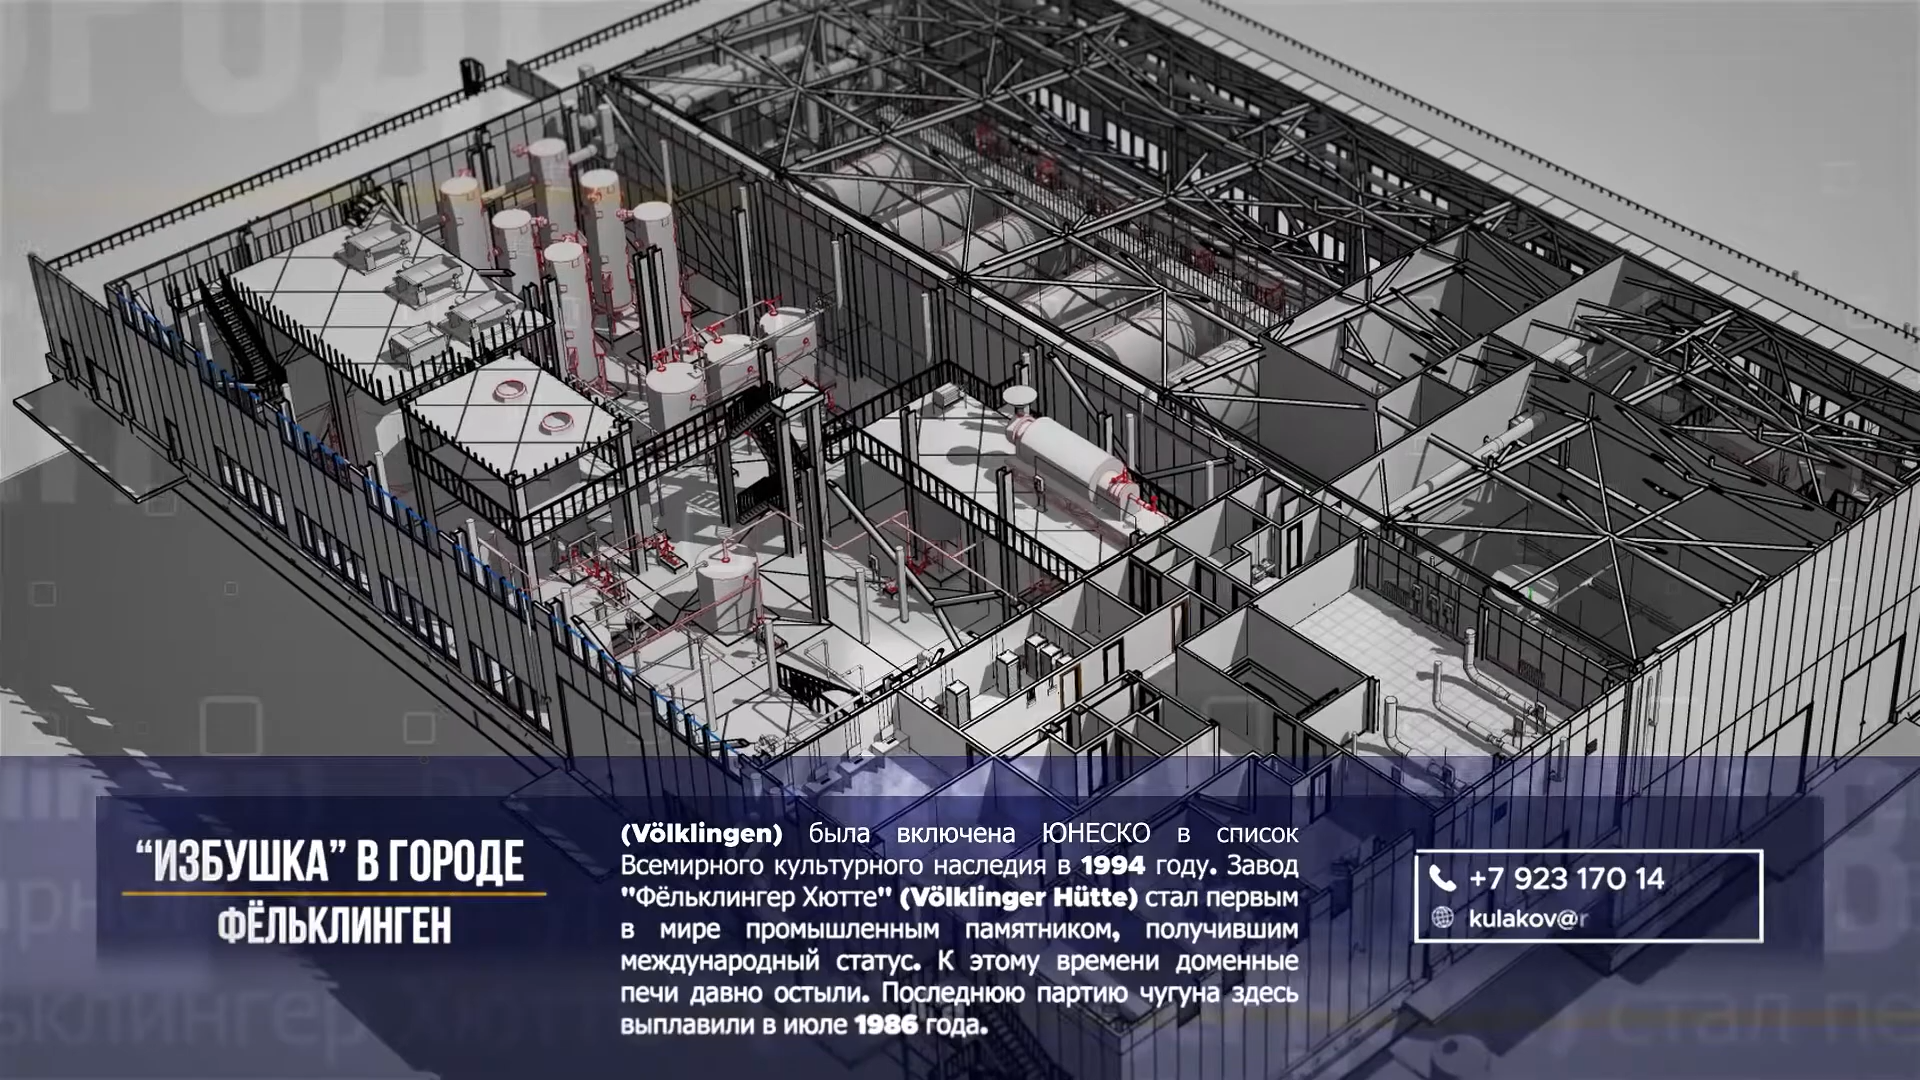 “ИЗБУШКА” В ГОРОДЕ
ФЁЛЬКЛИНГЕН
(Völklingen) была включена ЮНЕСКО в список
Всемирного культурного наследия в 1994 году. Завод
"Фёльклингер Хютте" (Völklinger Hütte) стал первым
в мире промышленным памятником, получившим
международный статус. К этому времени доменные
печи давно остыли. Последнюю партию чугуна здесь
выплавили в июле 1986 года.
+7 923 170 14
kulakov@r